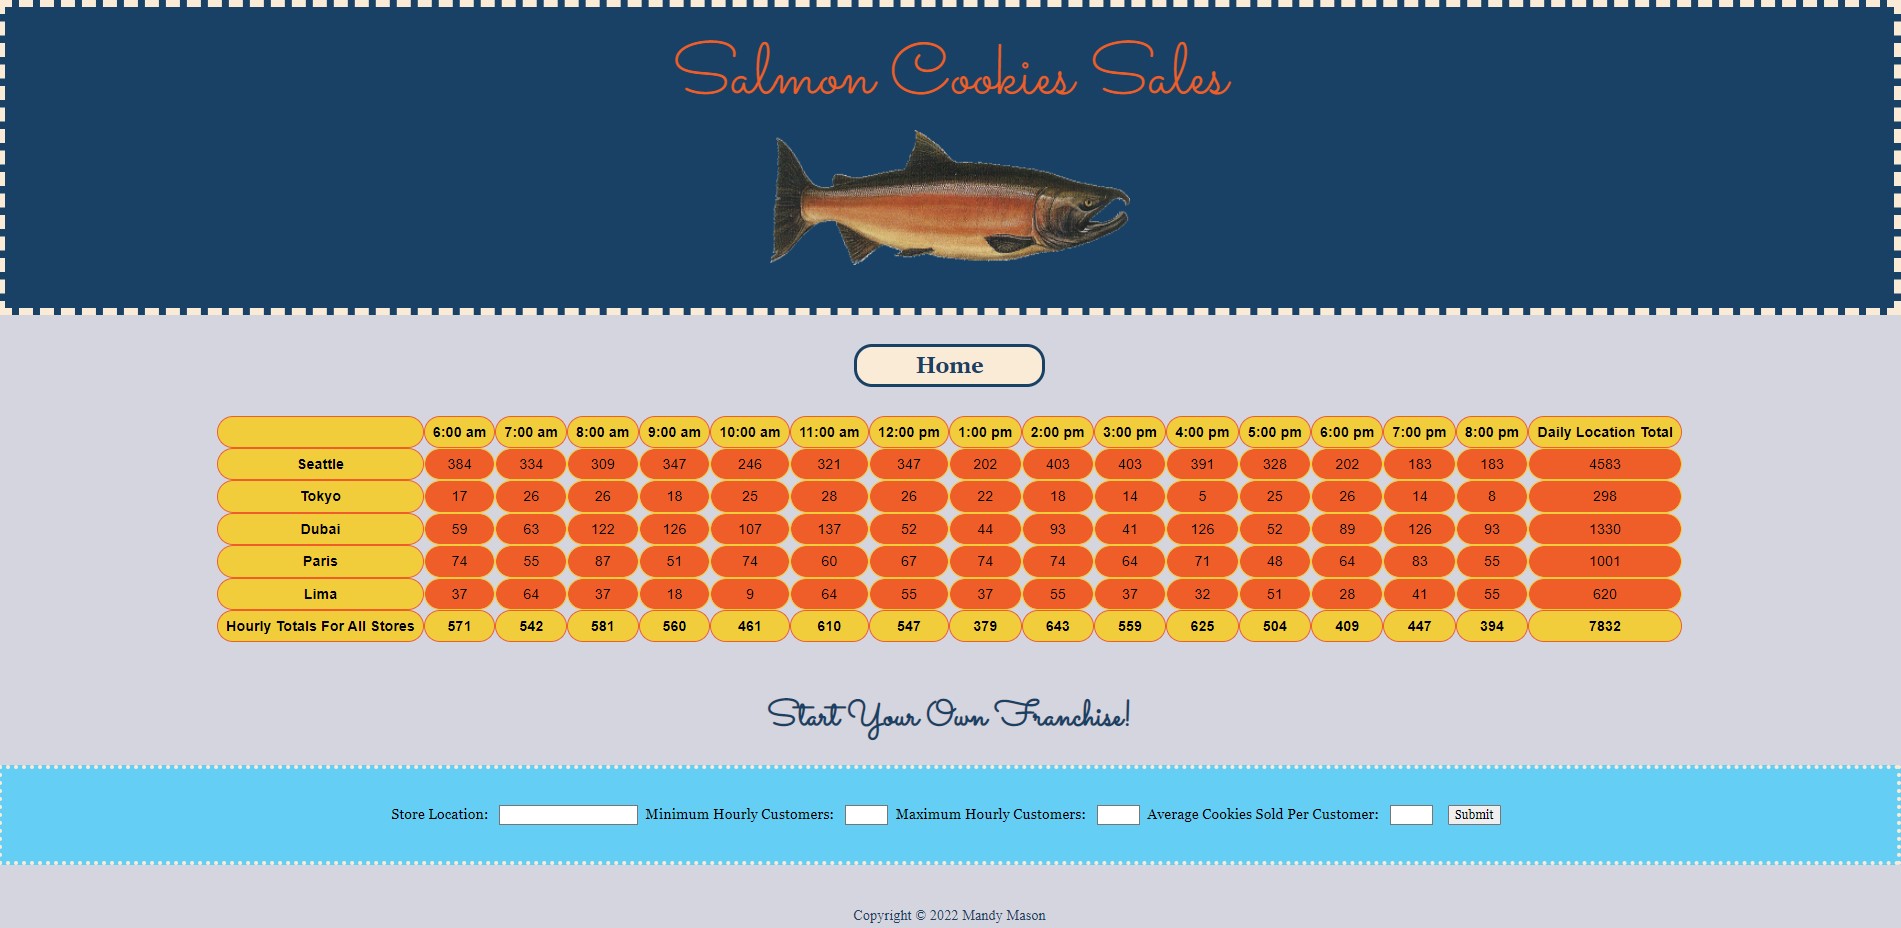 Salmon Cookies Sales
Home
6:00 am 7:00 am 8:00 am 9:00 am 10:00 am 11:00 am 12:00 pm 1:00 pm 2:00 pm 3:00 pm 4:00 pm 5:00 pm 6:00 pm 7:00 pm 8:00 pm Daily Location Total
Seattle 384 334 309 347 246 321 347 202 403 403 391 328 202 183 183 4583
Tokyo 17 26 26 18 25 28 26 22 18 14 5 25 26 14 8 298
Dubai 59 63 122 126 107 137 52 44 93 41 126 52 89 126 93 1330
Paris 74 55 87 51 74 60 67 74 74 64 71 48 64 83 55 1001
Lima 37 64 37 18 9 64 55 37 55 37 32 51 28 41 55 620
Hourly Totals For All Stores 571 542 581 560 461 610 547 379 643 559 625 504 409 447 394 7832
Start Your Own Franchise!
Store Location: Minimum Hourly Customers: Maximum Hourly Customers: Average Cookies Sold Per Customer: Submit
Copyright © 2022 Mandy Mason